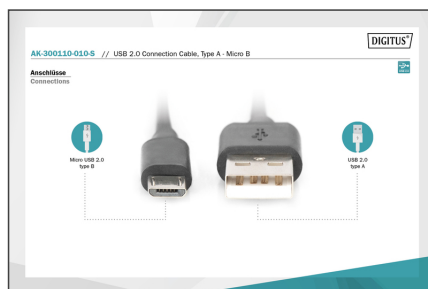 DIGITUS®
AK-300110-010-S // USB 2.0 Connection Cable, Type A - Micro B
Anschlüsse
Connections
Micro USB 2.0
type B
USB 2.0
type A